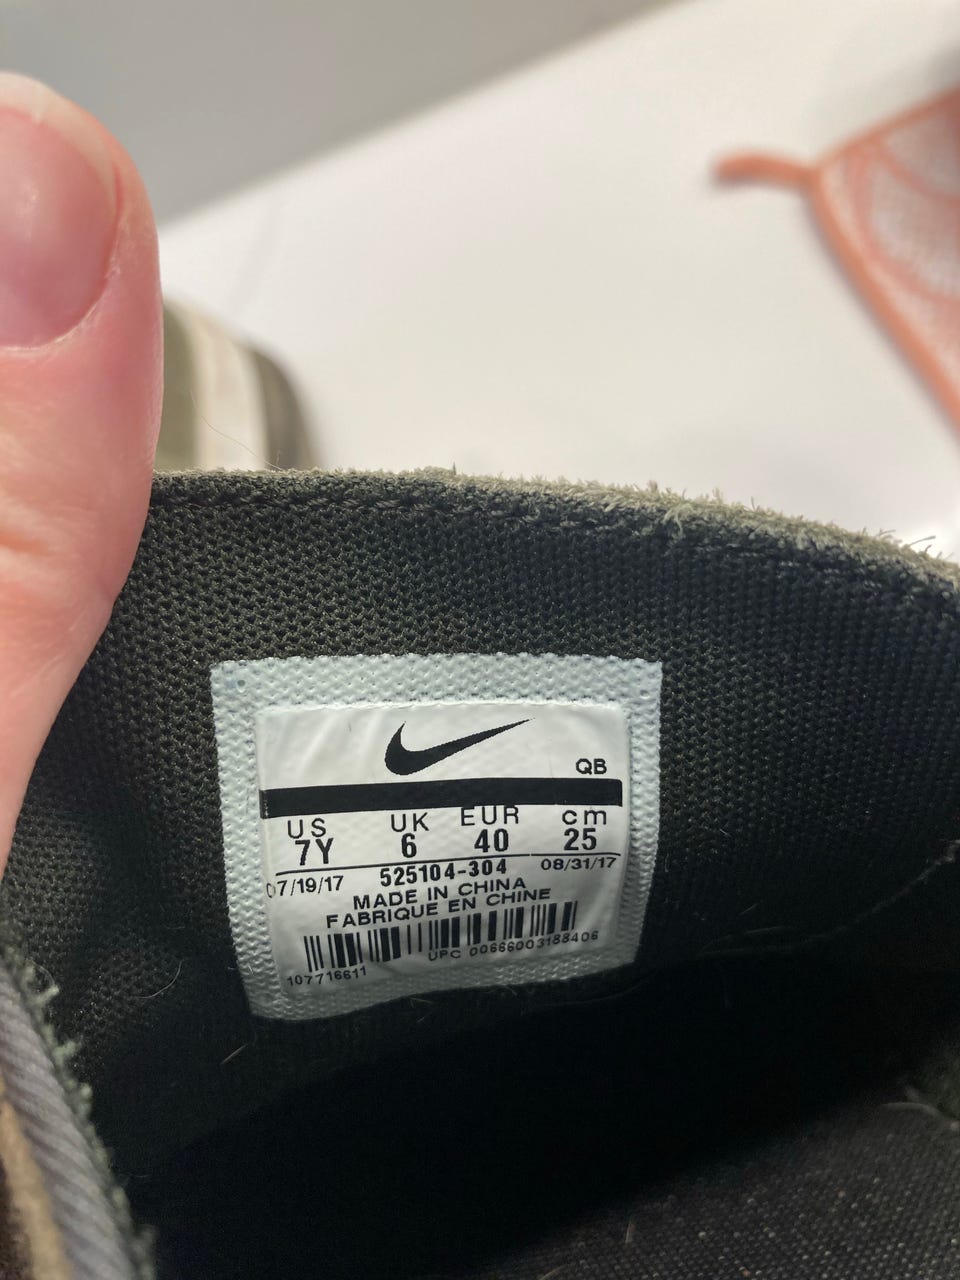 QB
US UK EUR cm
7Y 6 40 25
07/19/17 525104-304 08/31/17
MADE IN CHINA
FABRIQUE EN CHINE
107716611 UPC 00666003188406